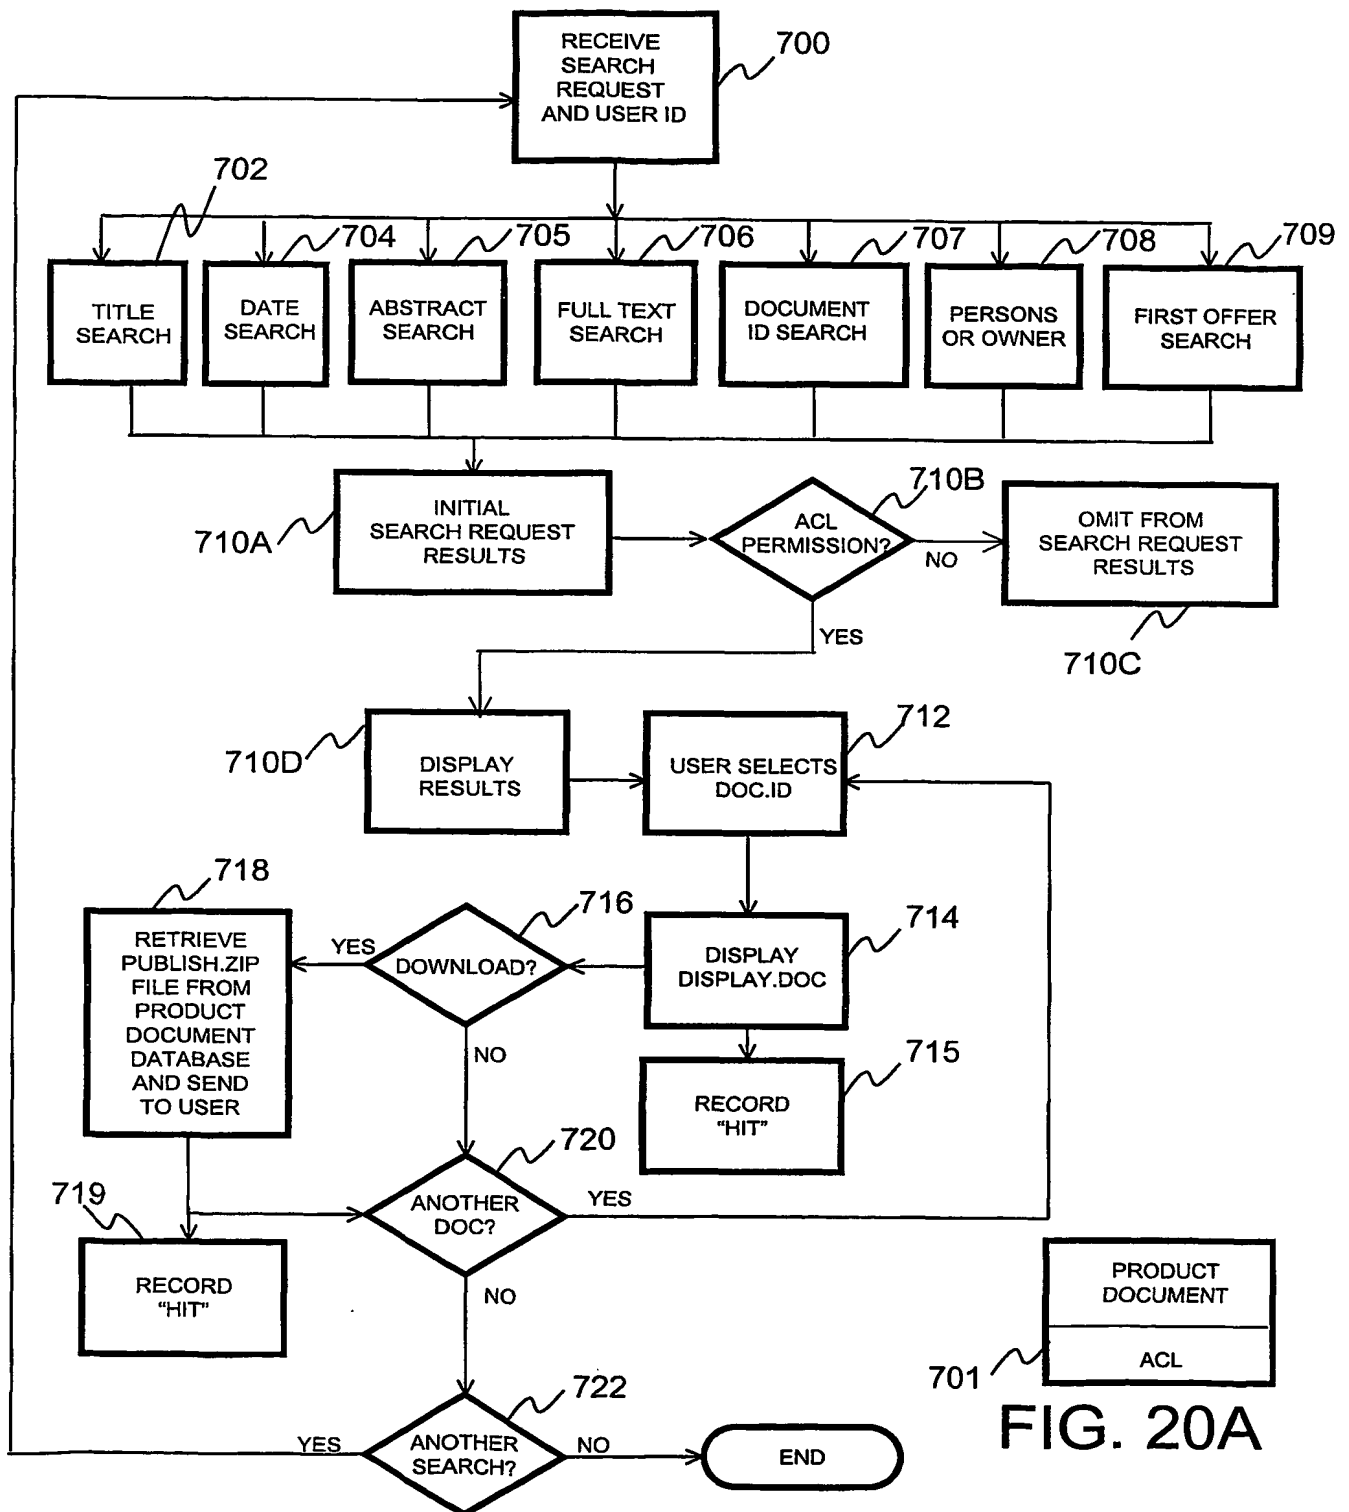 RECEIVE
SEARCH
REQUEST
AND USER ID
700
702
704
705
706
707
708
709
TITLE
SEARCH
DATE
SEARCH
ABSTRACT
SEARCH
FULL TEXT
SEARCH
DOCUMENT
ID SEARCH
PERSONS
OR OWNER
FIRST OFFER
SEARCH
710A
INITIAL
SEARCH REQUEST
RESULTS
710B
ACL
PERMISSION?
NO
YES
OMIT FROM
SEARCH REQUEST
RESULTS
710C
710D
DISPLAY
RESULTS
712
USER SELECTS
DOC.ID
718
RETRIEVE
PUBLISH.ZIP
FILE FROM
PRODUCT
DOCUMENT
DATABASE
AND SEND
TO USER
YES
716
DOWNLOAD?
NO
714
DISPLAY
DISPLAY.DOC
715
RECORD
“HIT”
719
RECORD
“HIT”
720
ANOTHER
DOC?
YES
NO
722
ANOTHER
SEARCH?
YES
NO
END
PRODUCT
DOCUMENT
ACL
701
FIG. 20A